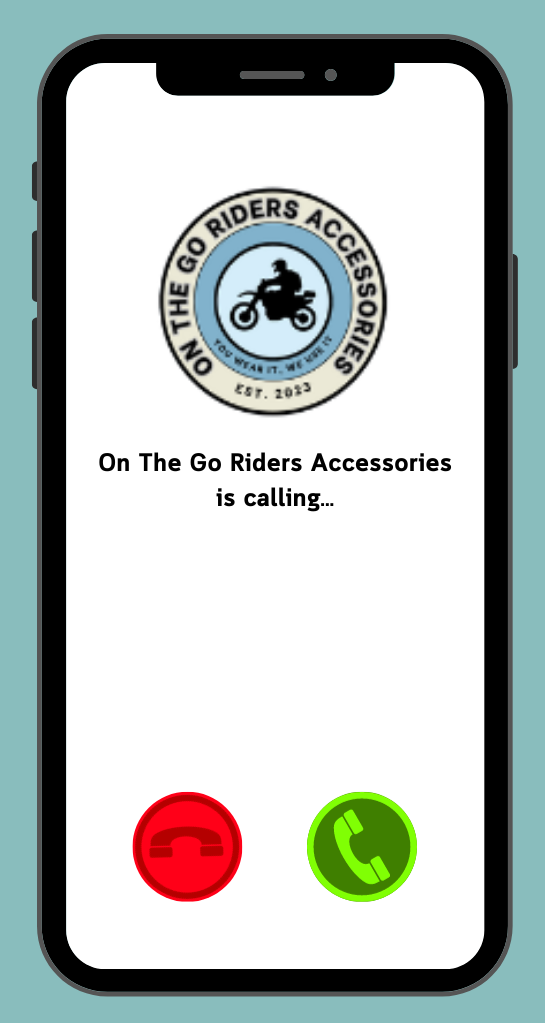 ON THE GO RIDERS ACCESSORIES
YOU WEAR IT, WE USE IT
EST. 2023
On The Go Riders Accessories
is calling...